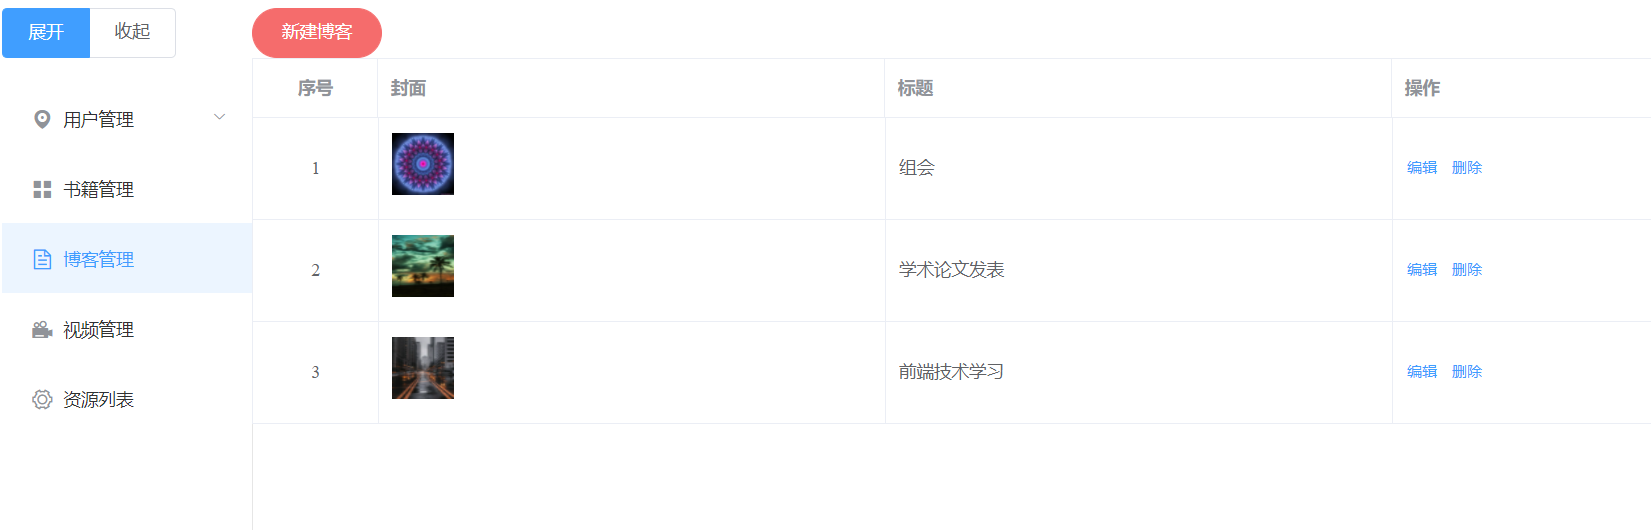 展开 收起 新建博客
序号 封面 标题 操作
用户管理
1 组会 编辑 删除
书籍管理
博客管理
2 学术论文发表 编辑 删除
视频管理
3 前端技术学习 编辑 删除
资源列表